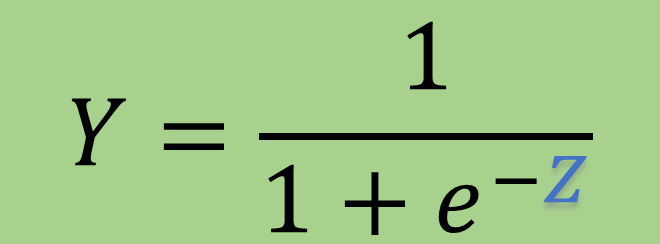 Y = 1 / (1 + e^{-z})